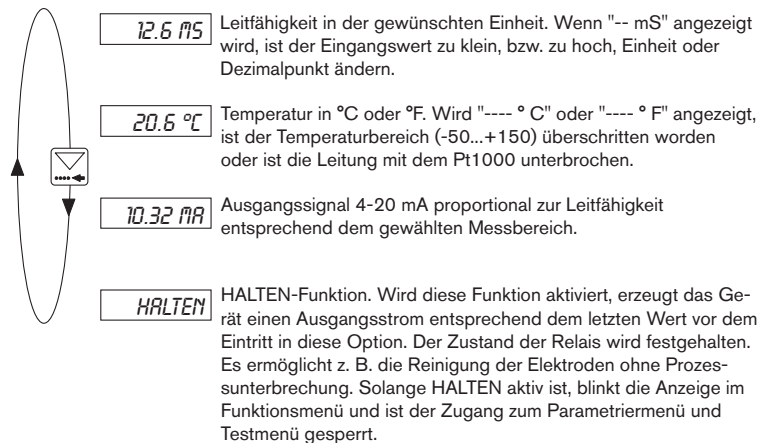 12.6 mS
Leitfähigkeit in der gewünschten Einheit. Wenn "-- mS" angezeigt
wird, ist der Eingangswert zu klein, bzw. zu hoch, Einheit oder
Dezimalpunkt ändern.
20.6 °C
Temperatur in °C oder °F. Wird "---- ° C" oder "---- ° F" angezeigt,
ist der Temperaturbereich (-50...+150) überschritten worden
oder ist die Leitung mit dem Pt1000 unterbrochen.
10.32 mA
Ausgangssignal 4-20 mA proportional zur Leitfähigkeit
entsprechend dem gewählten Messbereich.
HALTEN
HALTEN-Funktion. Wird diese Funktion aktiviert, erzeugt das Ge-
rät einen Ausgangsstrom entsprechend dem letzten Wert vor dem
Eintritt in diese Option. Der Zustand der Relais wird festgehalten.
Es ermöglicht z. B. die Reinigung der Elektroden ohne Prozes-
sunterbrechung. Solange HALTEN aktiv ist, blinkt die Anzeige im
Funktionsmenü und ist der Zugang zum Parametriermenü und
Testmenü gesperrt.